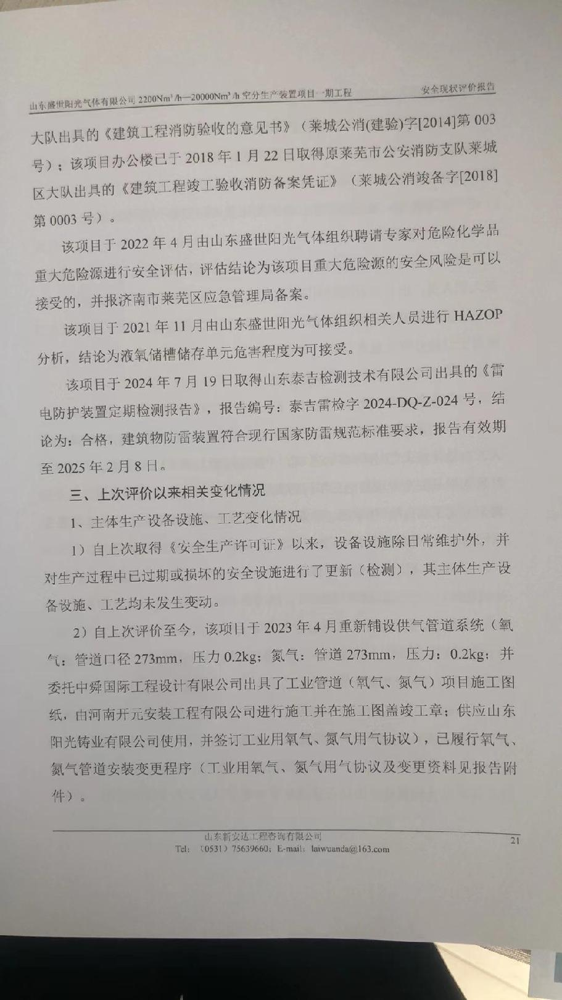 山东盛世阳光气体有限公司 2200Nm³/h—20000Nm³/h 空分生产装置项目一期工程 安全现状评价报告
大队出具的《建筑工程消防验收的意见书》（莱城公消(建验)字[2014]第 003
号）；该项目办公楼已于 2018 年 1 月 22 日取得原莱芜市公安消防支队莱城
区大队出具的《建筑工程竣工验收消防备案凭证》（莱城公消竣备字[2018]
第 0003 号）。
该项目于 2022 年 4 月由山东盛世阳光气体组织聘请专家对危险化学品
重大危险源进行安全评估，评估结论为该项目重大危险源的安全风险是可以
接受的，并报济南市莱芜区应急管理局备案。
该项目于 2021 年 11 月由山东盛世阳光气体组织相关人员进行 HAZOP
分析，结论为液氧储槽储存单元危害程度为可接受。
该项目于 2024 年 7 月 19 日取得山东泰吉检测技术有限公司出具的《雷
电防护装置定期检测报告》，报告编号：泰吉雷检字 2024-DQ-Z-024 号，结
论为：合格，建筑物防雷装置符合现行国家防雷规范标准要求，报告有效期
至 2025 年 2 月 8 日。
三、上次评价以来相关变化情况
1、主体生产设备设施、工艺变化情况
1）自上次取得《安全生产许可证》以来，设备设施除日常维护外，并
对生产过程中已过期或损坏的安全设施进行了更新（检测），其主体生产设
备设施、工艺均未发生变动。
2）自上次评价至今，该项目于 2023 年 4 月重新铺设供气管道系统（氧
气：管道口径 273mm，压力 0.2kg；氮气：管道 273mm，压力：0.2kg；并
委托中舜国际工程设计有限公司出具了工业管道（氧气、氮气）项目施工图
纸，由河南开元安装工程有限公司进行施工并在施工图盖竣工章；供应山东
阳光铸业有限公司使用，并签订工业用氧气、氮气用气协议），已履行氧气、
氮气管道安装变更程序（工业用氧气、氮气用气协议及变更资料见报告附
件）。
山东新安达工程咨询有限公司
Tel：（0531）75639660；E-mail：laiwuanda@163.com
21